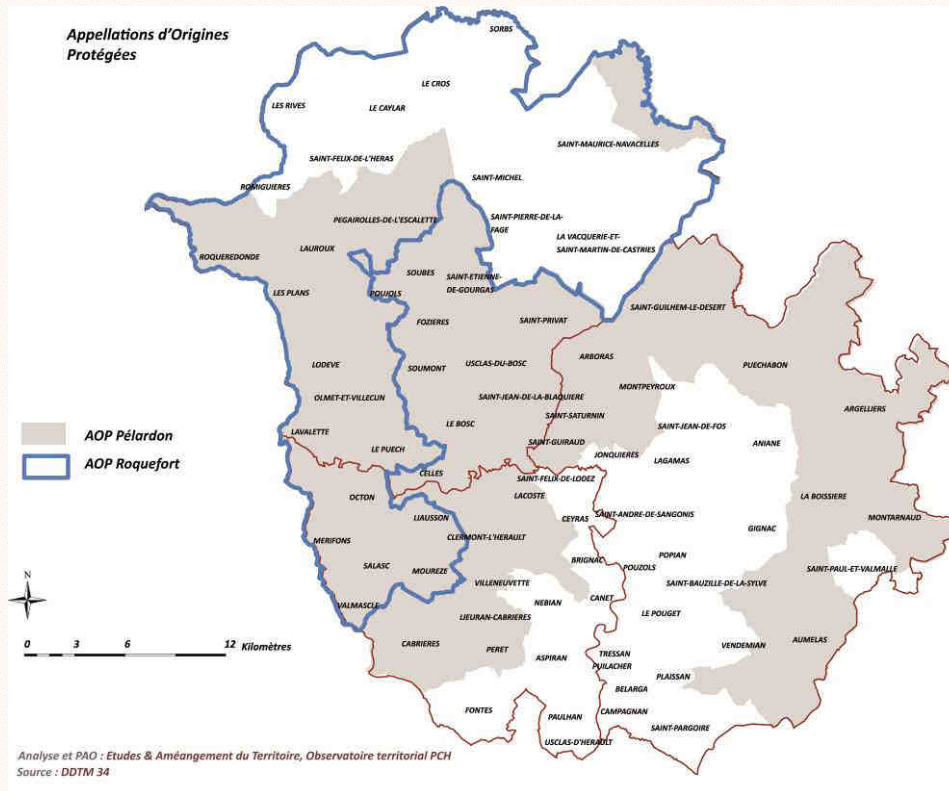 Appellations d'Origines
Protégées
SORBS
LE CROS
LES RIVES
LE CAYLAR
SAINT-MAURICE-NAVACELLES
SAINT-FELIX-DE-L'HERAS
SAINT-MICHEL
ROMIGUIERES
PEGAIROLLES-DE-L'ESCALETTE
SAINT-PIERRE-DE-LA-
FAGE
LA VACQUERIE-ET-
SAINT-MARTIN-DE-CASTRIES
LAUROUX
ROQUEREDONDE
SOUBES
SAINT-ETIENNE-
DE-GOURGAS
LES PLANS
POUJOLS
SAINT-GUILHEM-LE-DESERT
FOZIERES
SAINT-PRIVAT
ARBORAS
LODEVE
SOUMONT
USCLAS-DU-BOSC
PUECHABON
MONTPEYROUX
OLMET-ET-VILLECUN
SAINT-JEAN-DE-LA-BLAQUIERE
ARGELLIERS
SAINT-SATURNIN
LE BOSC
SAINT-JEAN-DE-FOS
LAVALETTE
AOP Pélardon
SAINT-GUIRAUD
ANIANE
LE PUECH
JONQUIERES
LAGAMAS
AOP Roquefort
CELLES
SAINT-FELIX-DE-LODEZ
OCTON
LACOSTE
LA BOISSIERE
LIAUSSON
CEYRAS
SAINT-ANDRE-DE-SANGONIS
MONTARNAUD
GIGNAC
CLERMONT-L'HERAULT
MERIFONS
POPIAN
BRIGNAC
SALASC
MOUREZE
POUZOLS
SAINT-PAUL-ET-VALMALLE
N
VILLENEUVETTE
SAINT-BAUZILLE-DE-LA-SYLVE
CANET
NEBIAN
VALMASCLE
LE POUGET
LIEURAN-CABRIERES
0 3 6 12 Kilomètres
CABRIERES
PERET
VENDEMIAN
AUMELAS
TRESSAN
ASPIRAN
PUILACHER
PLAISSAN
BELARGA
FONTES
PAULHAN
CAMPAGNAN
SAINT-PARGOIRE
USCLAS-D'HERAULT
Analyse et PAO : Etudes & Améangement du Territoire, Observatoire territorial PCH
Source : DDTM 34